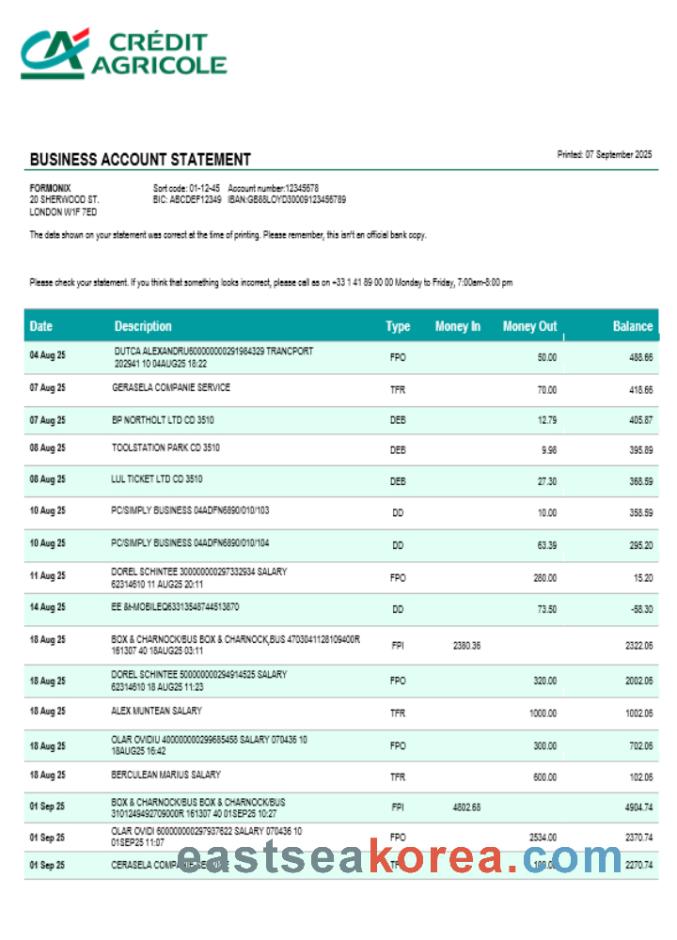 CRÉDIT
AGRICOLE
BUSINESS ACCOUNT STATEMENT
Printed: 07 September 2025
FORMONIX Sort code: 01-12-45 Account number:12345678
20 SHERWOOD ST. BIC: ABCDEF12349 IBAN:GB88LOYD30009123456789
LONDON W1F 7ED
The data shown on your statement was correct at the time of printing. Please remember, this isn't an official bank copy.
Please check your statement. If you think that something looks incorrect, please call as on +33 1 41 89 00 00 Monday to Friday, 7:00am-8:00 pm
Date Description Type Money In Money Out Balance
04 Aug 25 DUTCA ALEXANDRU600000000291984329 TRANCPORT FPO 50.00 488.66
202941 10 04AUG25 18:22
07 Aug 25 GERASELA COMPANIE SERVICE TFR 70.00 418.66
07 Aug 25 BP NORTHOLT LTD CD 3510 DEB 12.79 405.87
08 Aug 25 TOOLSTATION PARK CD 3510 DEB 9.98 395.89
08 Aug 25 LUL TICKET LTD CD 3510 DEB 27.30 368.59
10 Aug 25 PC/SIMPLY BUSINESS 04ADFN6890/010/103 DD 10.00 358.59
10 Aug 25 PC/SIMPLY BUSINESS 04ADFN6890/010/104 DD 63.39 295.20
11 Aug 25 DOREL SCHINTEE 300000000297332934 SALARY FPO 280.00 15.20
62314610 11 AUG25 20:11
14 Aug 25 EE &t-MOBILEQ63313548744513870 DD 73.50 -58.30
18 Aug 25 BOX & CHARNOCK/BUS BOX & CHARNOCK,BUS 4703041128109400R FPI 2380.36 2322.06
161307 40 18AUG25 03:11
18 Aug 25 DOREL SCHINTEE 500000000294914525 SALARY FPO 320.00 2002.06
62314610 18 AUG25 11:23
18 Aug 25 ALEX MUNTEAN SALARY TFR 1000.00 1002.06
18 Aug 25 OLAR OVIDIU 400000000299685458 SALARY 070436 10 FPO 300.00 702.06
18AUG25 16:42
18 Aug 25 BERCULEAN MARIUS SALARY TFR 600.00 102.06
01 Sep 25 BOX & CHARNOCK/BUS BOX & CHARNOCK/BUS FPI 4802.68 4904.74
3101249492709000R 161307 40 01SEP25 10:27
01 Sep 25 OLAR OVIDI 600000000297937622 SALARY 070436 10 FPO 2534.00 2370.74
01SEP25 11:07
01 Sep 25 CERASELA 2270.74
eastseakorea.com